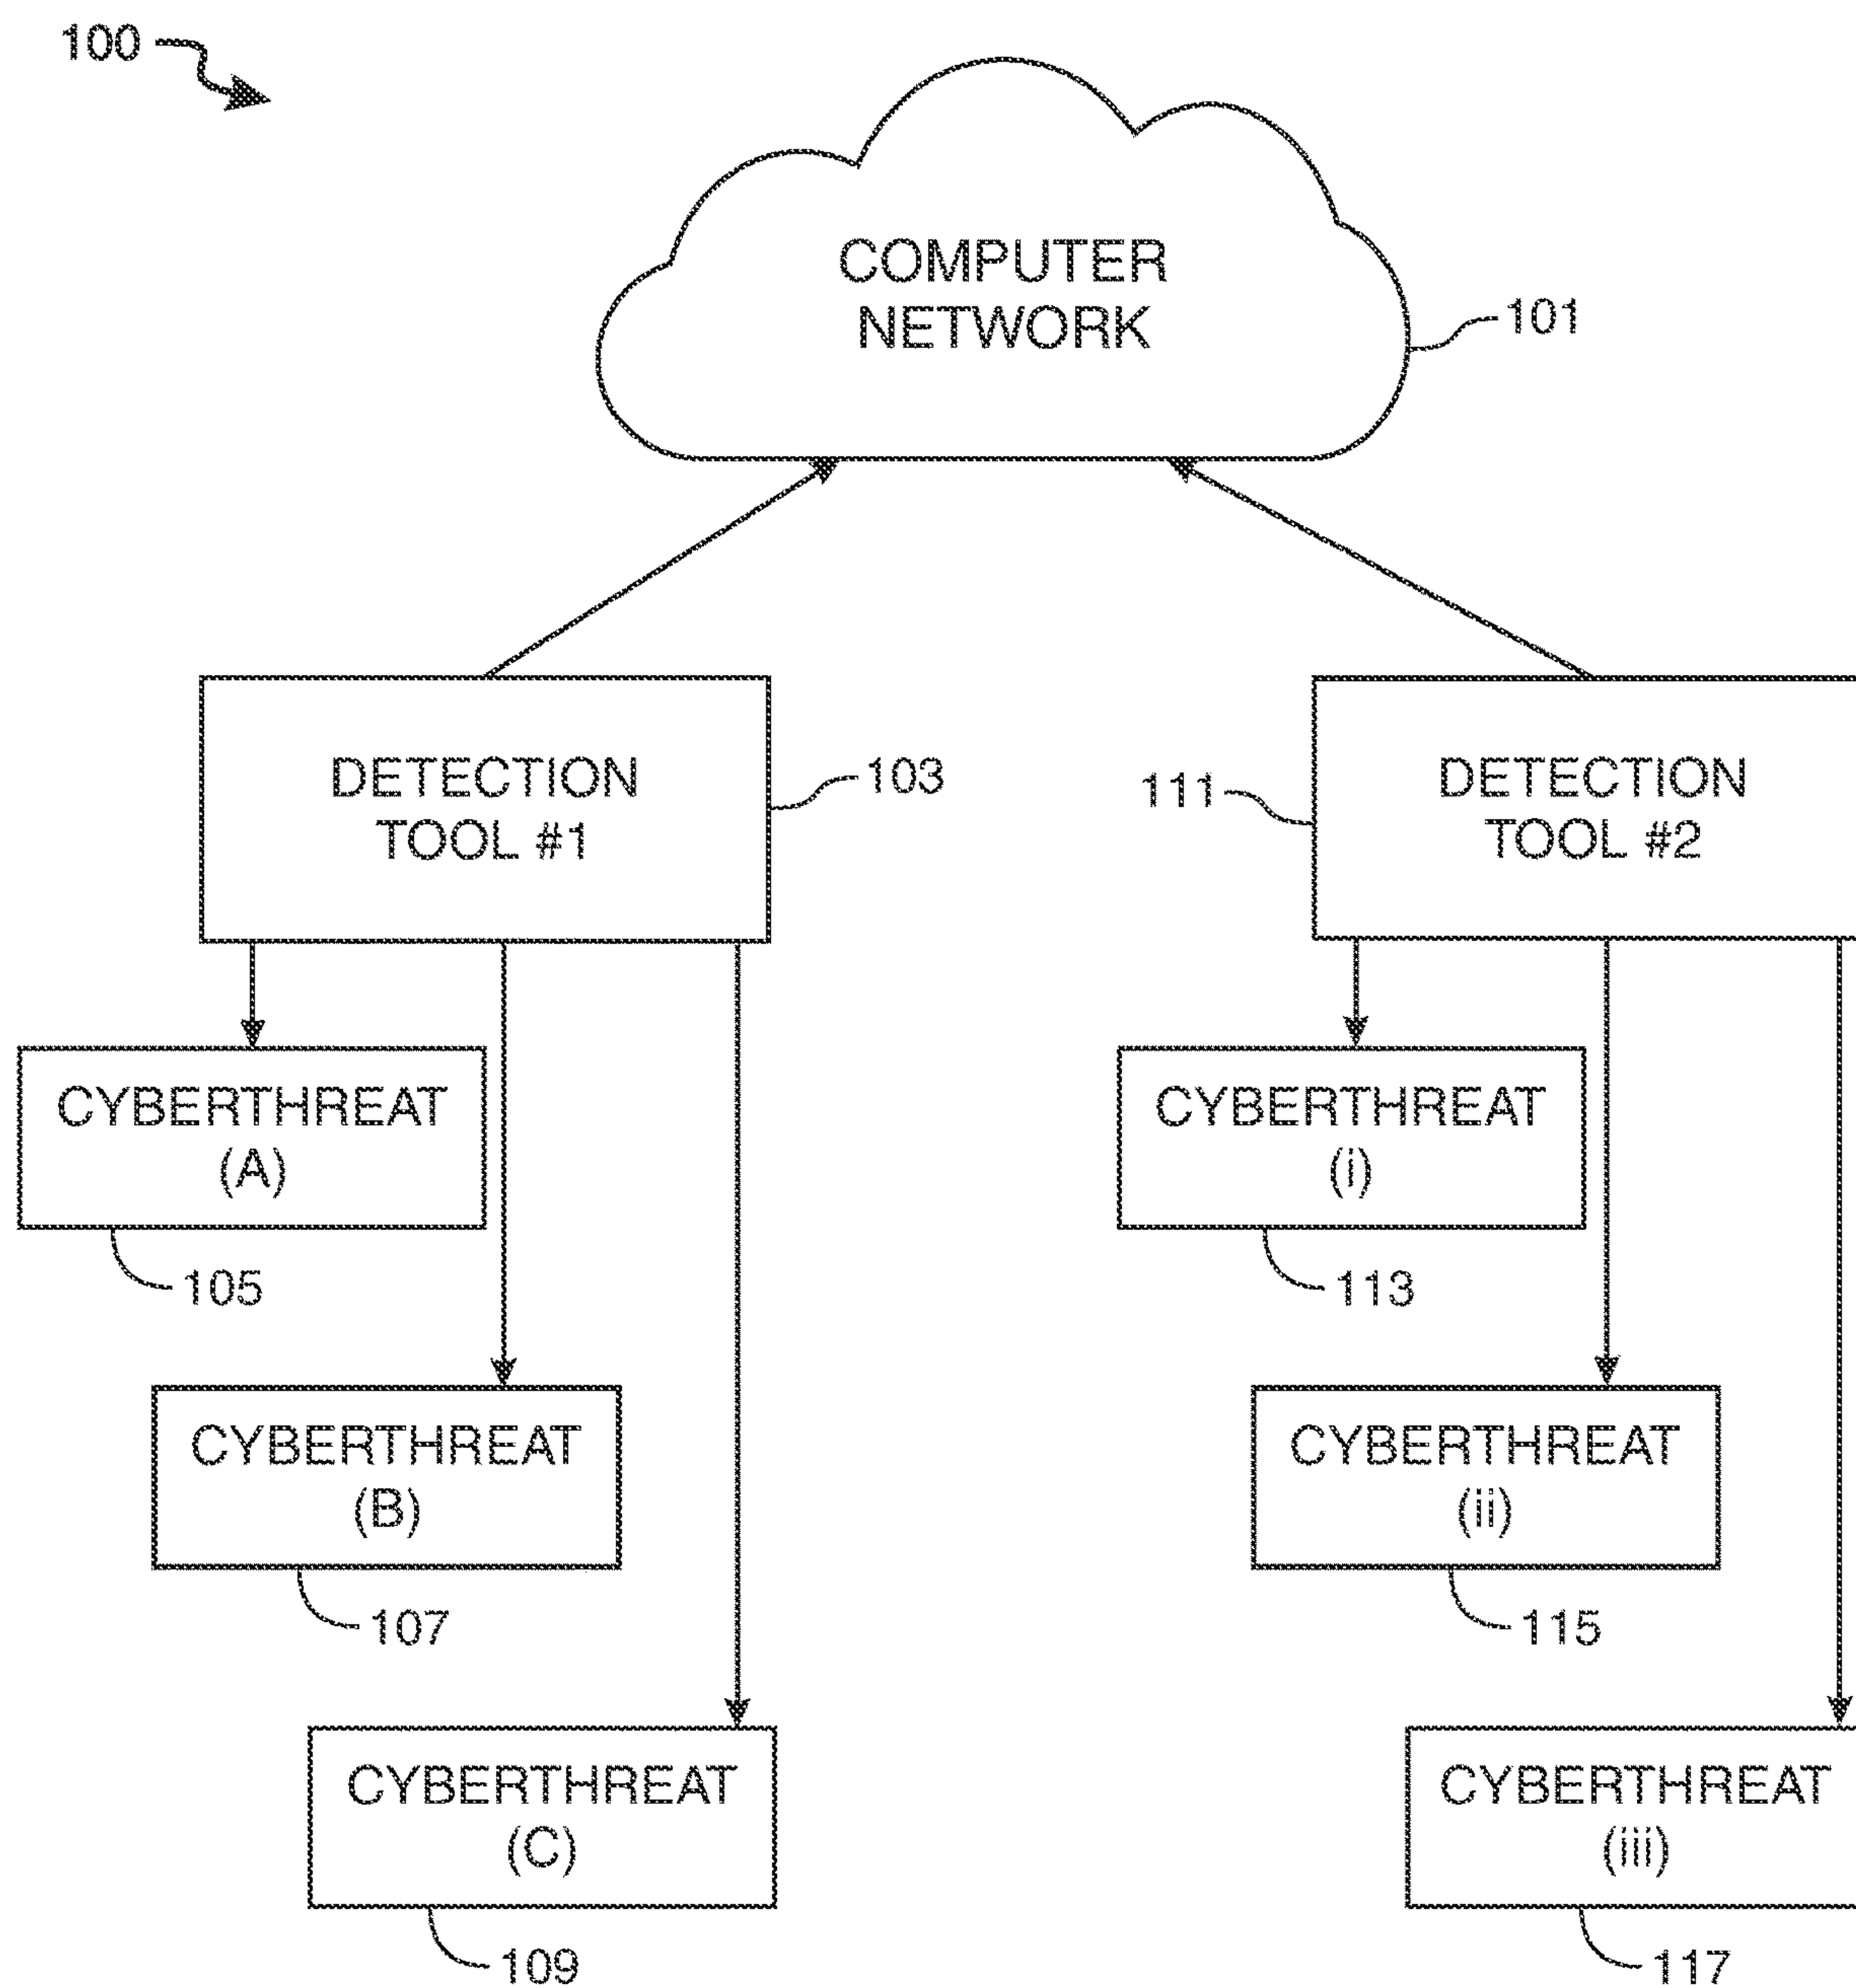 100
COMPUTER
NETWORK
101
DETECTION
TOOL #1
103
111
DETECTION
TOOL #2
CYBERTHREAT
(A)
105
CYBERTHREAT
(i)
113
CYBERTHREAT
(B)
107
CYBERTHREAT
(ii)
115
CYBERTHREAT
(C)
109
CYBERTHREAT
(iii)
117